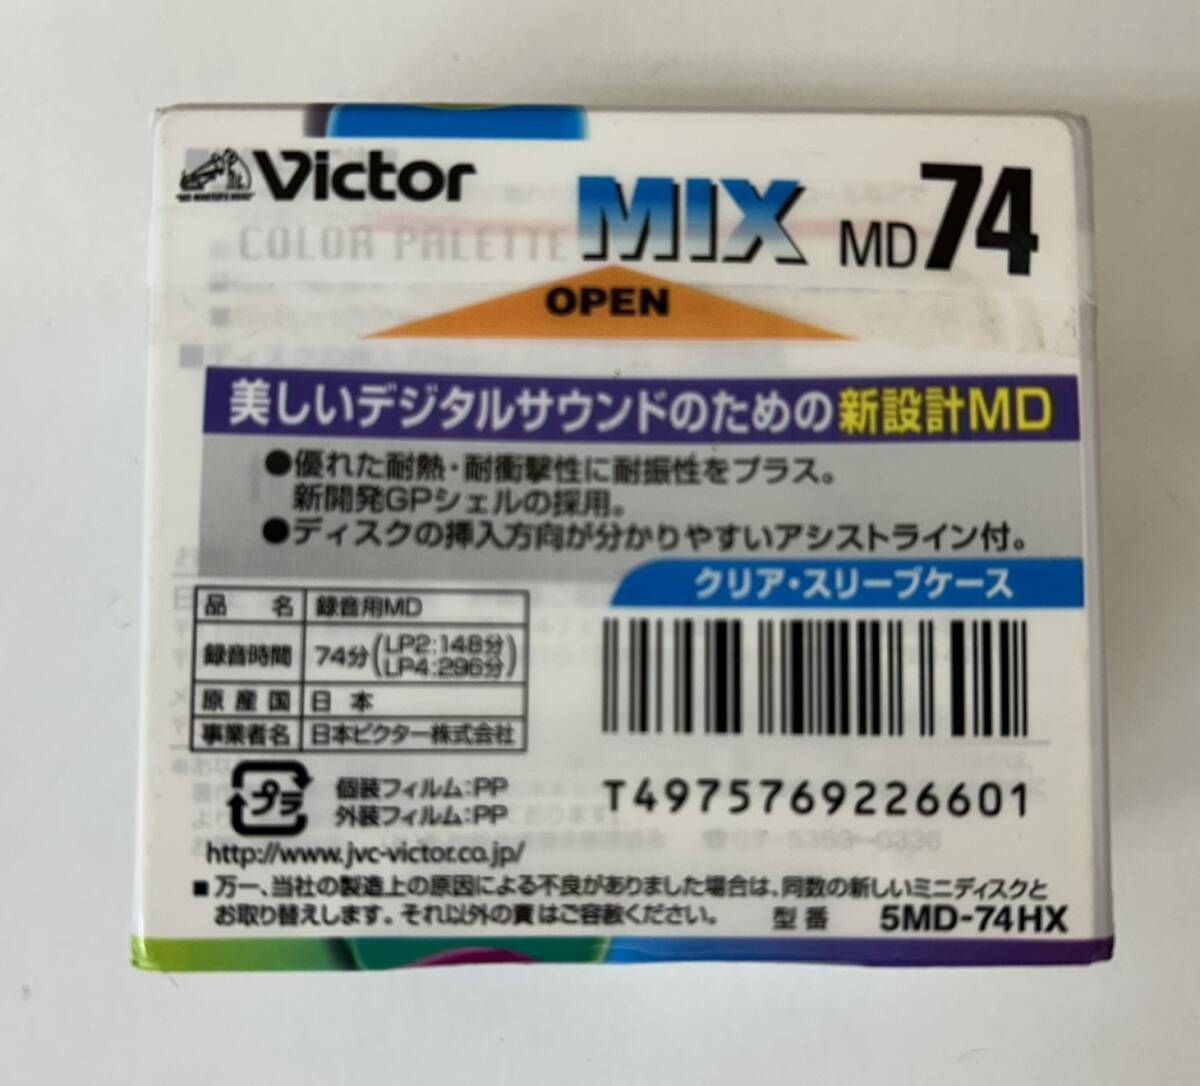 Victor
"HIS MASTER'S VOICE"
COLOR PALETTE MIX MD74
OPEN
美しいデジタルサウンドのための新設計MD
●優れた耐熱・耐衝撃性に耐振性をプラス。
新開発GPシェルの採用。
●ディスクの挿入方向が分かりやすいアシストライン付。
クリア・スリーブケース
品 名 録音用MD
録音時間 74分(LP2:148分
LP4:296分)
原産国 日本
事業者名 日本ビクター株式会社
プラ
個装フィルム:PP
外装フィルム:PP
T4975769226601
http://www.jvc-victor.co.jp/
■万一、当社の製造上の原因による不良がありました場合は、同数の新しいミニディスクと
お取り替えします。それ以外の責はご容赦ください。 型番 5MD-74HX